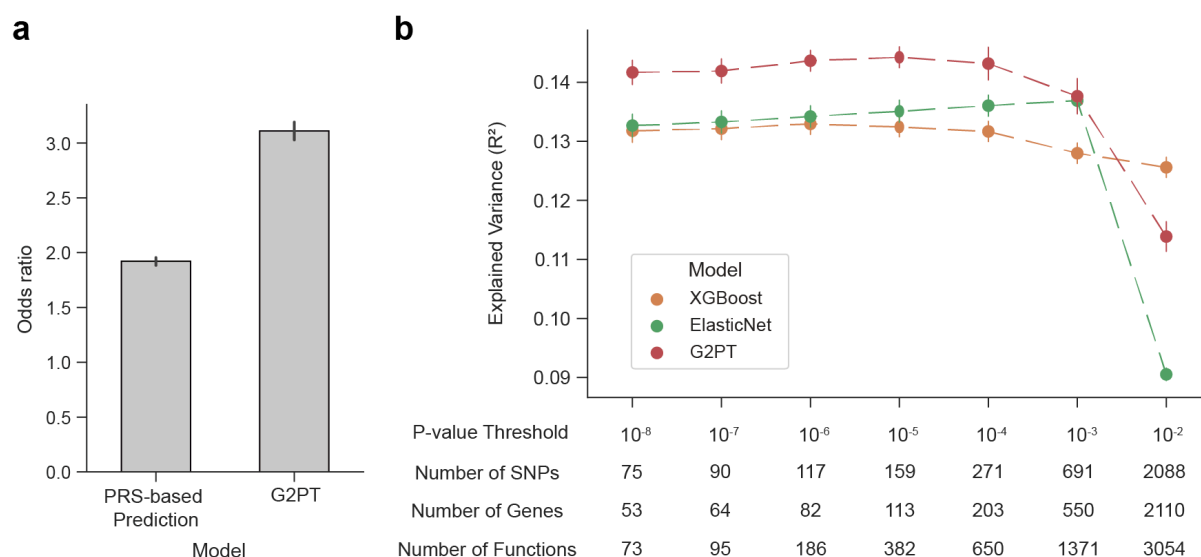 a
Odds ratio
3.0
2.5
2.0
1.5
1.0
0.5
0.0
PRS-based
Prediction
G2PT
Model
b
Explained Variance (R²)
0.14
0.13
0.12
0.11
0.10
0.09
Model
XGBoost
ElasticNet
G2PT
P-value Threshold 10⁻⁸ 10⁻⁷ 10⁻⁶ 10⁻⁵ 10⁻⁴ 10⁻³ 10⁻²
Number of SNPs 75 90 117 159 271 691 2088
Number of Genes 53 64 82 113 203 550 2110
Number of Functions 73 95 186 382 650 1371 3054